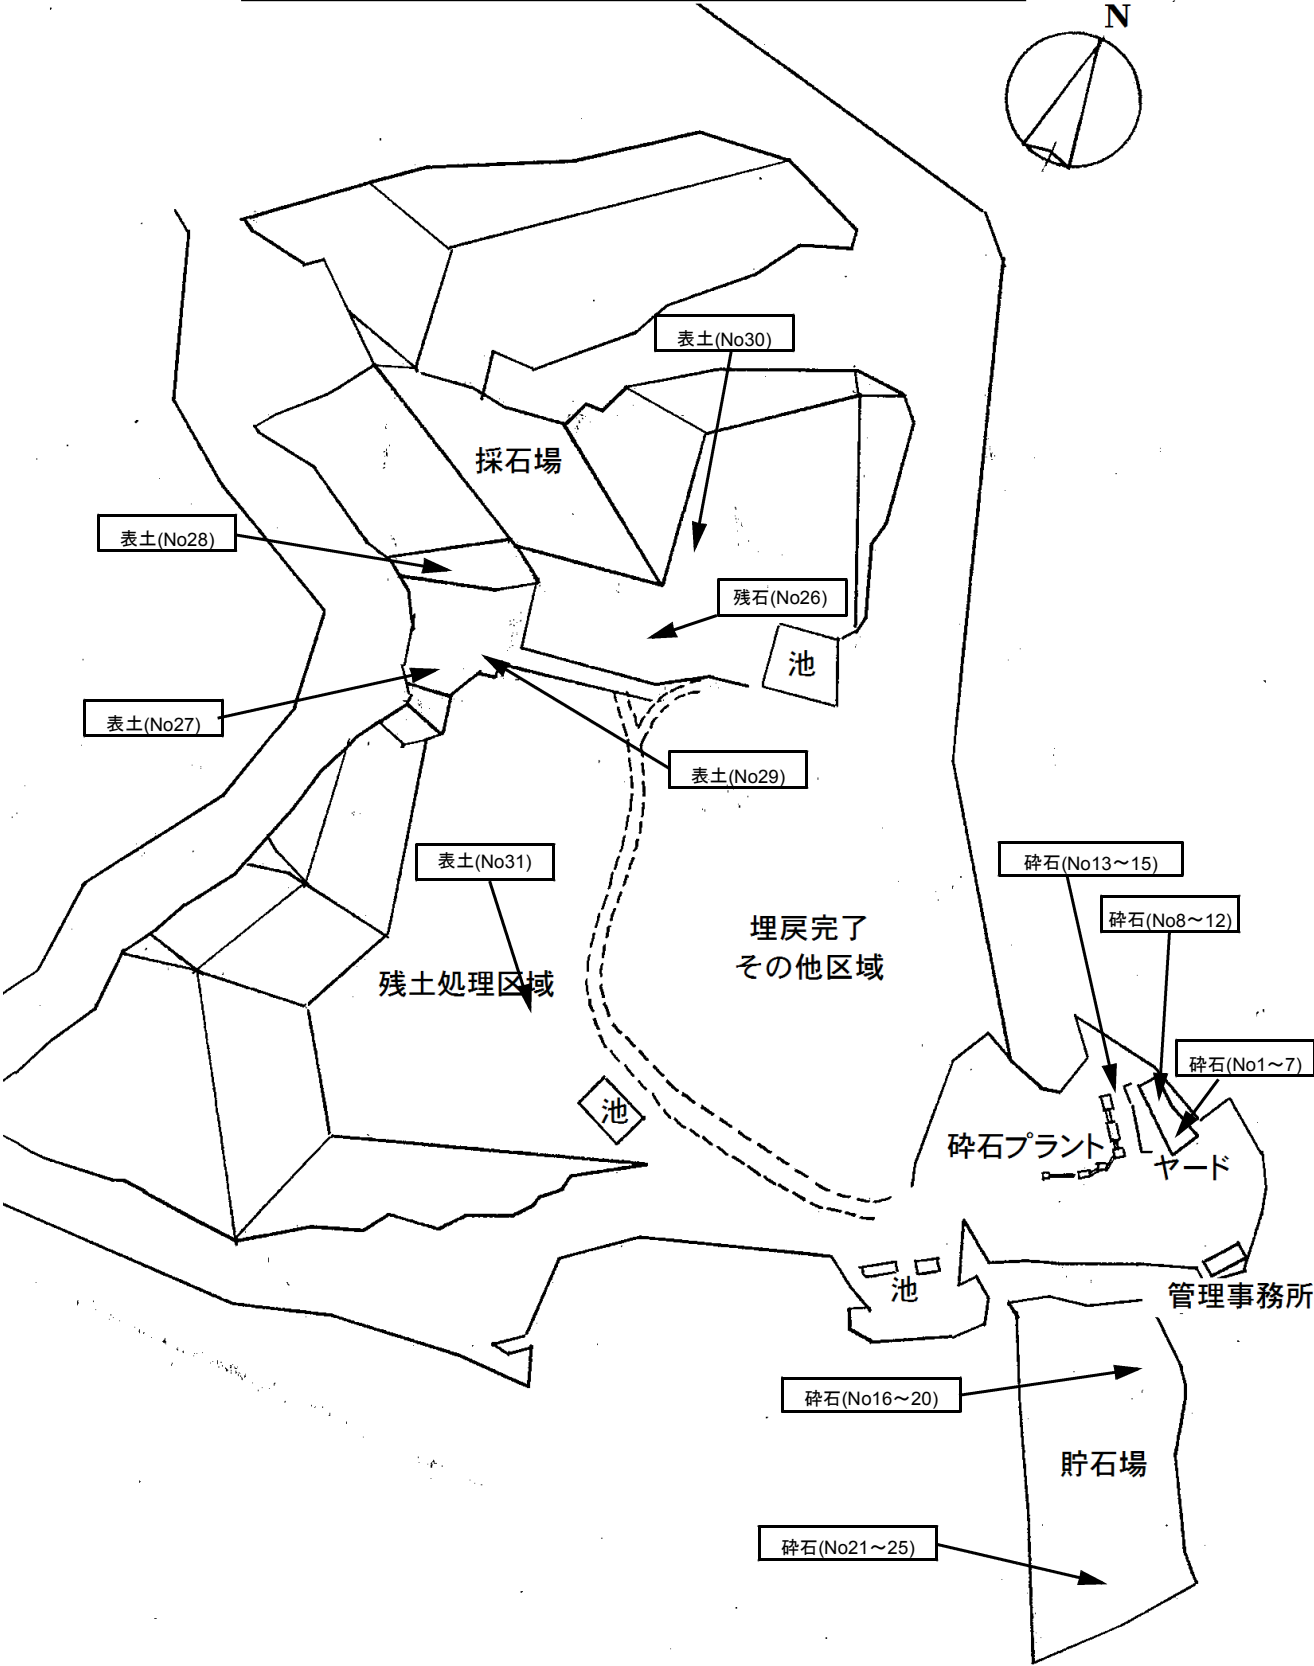 N
表土(No30)
採石場
表土(No28)
残石(No26)
池
表土(No27)
表土(No29)
表土(No31)
砕石(No13～15)
砕石(No8～12)
埋戻完了
その他区域
残土処理区域
砕石(No1～7)
池
砕石プラント
ヤード
池
管理事務所
砕石(No16～20)
貯石場
砕石(No21～25)